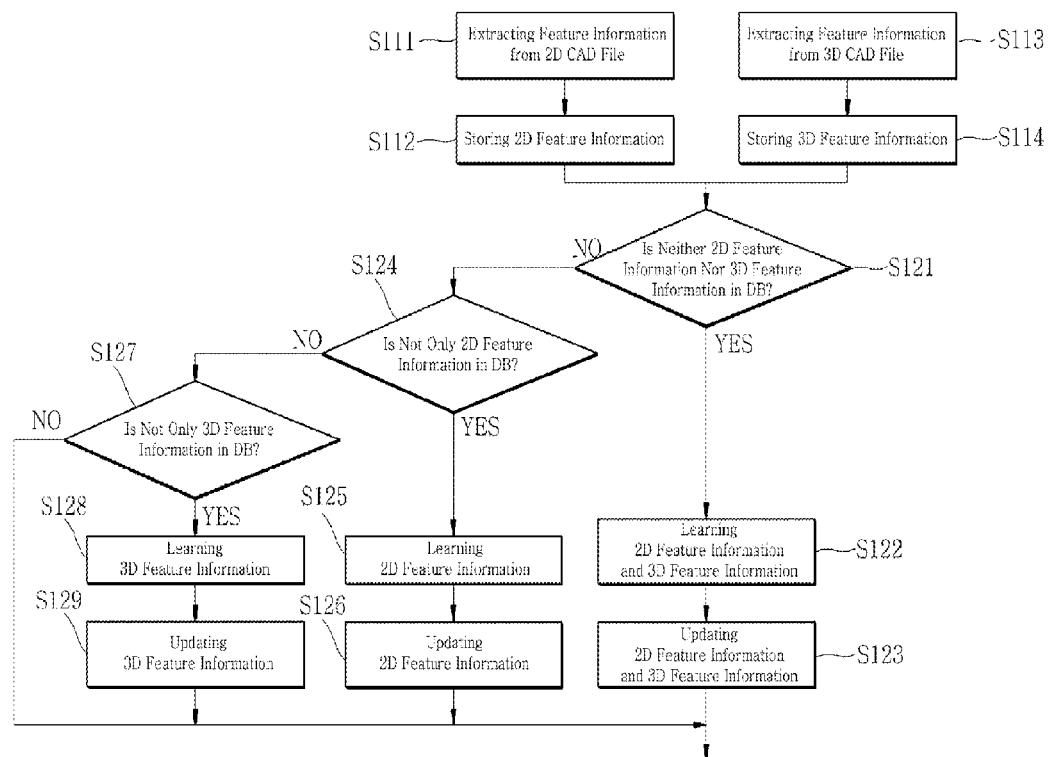 S111
Extracting Feature Information
from 2D CAD File
Extracting Feature Information
from 3D CAD File
S113
S112
Storing 2D Feature Information
Storing 3D Feature Information
S114
NO
Is Neither 2D Feature
Information Nor 3D Feature
Information in DB?
S121
S124
NO
Is Not Only 2D Feature
Information in DB?
YES
S127
NO
Is Not Only 3D Feature
Information in DB?
YES
YES
S128
Learning
3D Feature Information
S125
Learning
2D Feature Information
Learning
2D Feature Information
and 3D Feature Information
S122
S129
Updating
3D Feature Information
S126
Updating
2D Feature Information
Updating
2D Feature Information
and 3D Feature Information
S123